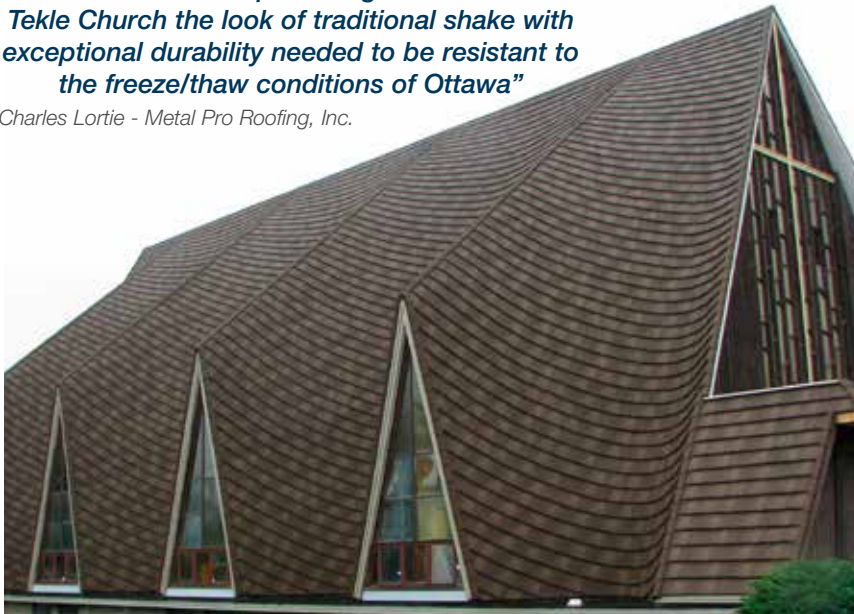 Tekle Church the look of traditional shake with
exceptional durability needed to be resistant to
the freeze/thaw conditions of Ottawa”
Charles Lortie - Metal Pro Roofing, Inc.